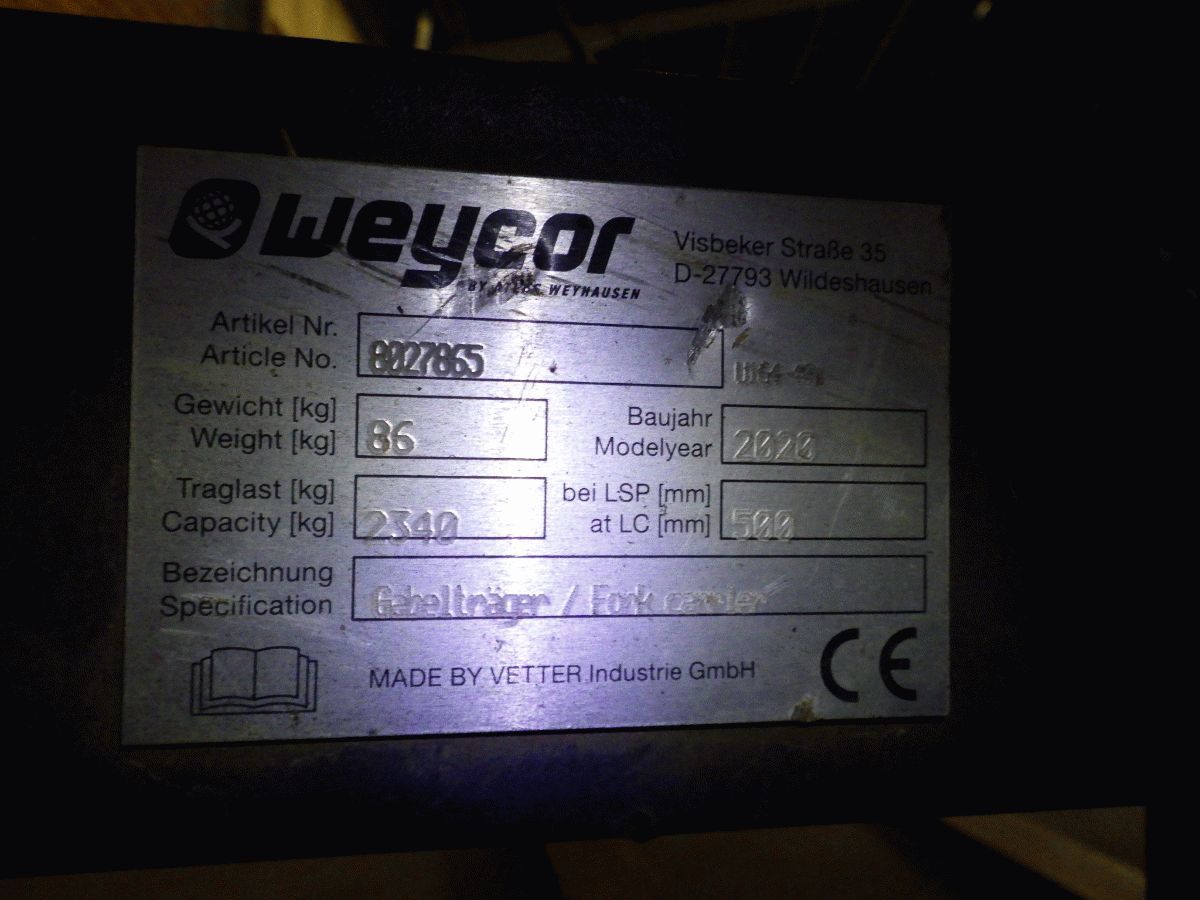 weycor
BY ATLAS WEYHAUSEN
Visbeker Straße 35
D-27793 Wildeshausen
Artikel Nr.
Article No.
8027865
Gewicht [kg]
Weight [kg]
86
Baujahr
Modelyear
2020
Traglast [kg]
Capacity [kg]
2340
bei LSP [mm]
at LC [mm]
500
Bezeichnung
Specification
Gabelträger / Fork carrier
MADE BY VETTER Industrie GmbH
CE